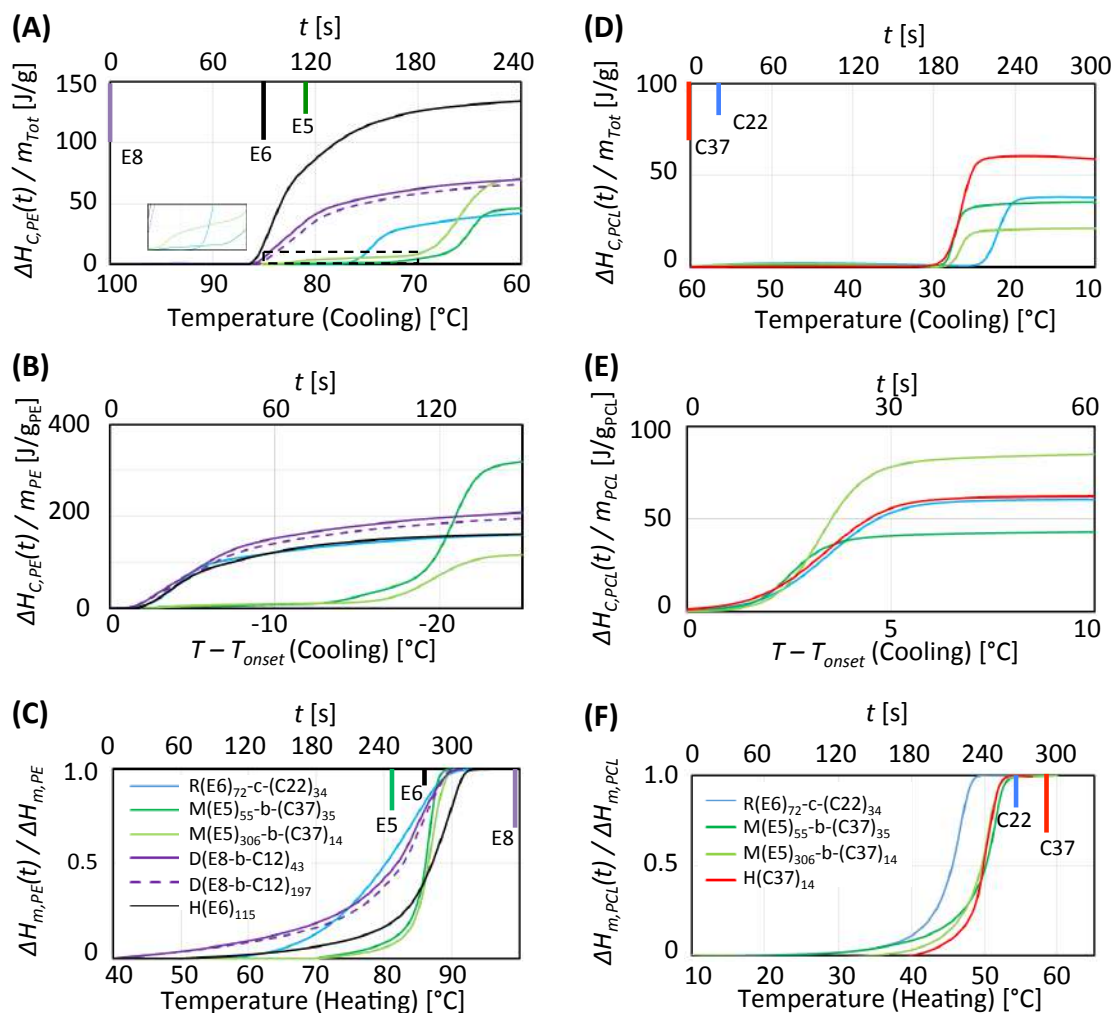 (A)
t [s]
0 60 120 180 240
ΔH_C,PE(t) / m_Tot [J/g]
150
100
50
0
E8
E6
E5
100 90 80 70 60
Temperature (Cooling) [°C]
(D)
t [s]
0 60 120 180 240 300
ΔH_C,PCL(t) / m_Tot [J/g]
100
50
0
C37
C22
60 50 40 30 20 10
Temperature (Cooling) [°C]
(B)
t [s]
0 60 120
ΔH_C,PE(t) / m_PE [J/g_PE]
400
200
0
0 -10 -20
T – T_onset (Cooling) [°C]
(E)
t [s]
0 30 60
ΔH_C,PCL(t) / m_PCL [J/g_PCL]
100
50
0
0 5 10
T – T_onset (Cooling) [°C]
(C)
t [s]
0 60 120 180 240 300
ΔH_m,PE(t) / ΔH_m,PE
1.0
0.5
0
R(E6)72-c-(C22)34
M(E5)55-b-(C37)35
M(E5)306-b-(C37)14
D(E8-b-C12)43
D(E8-b-C12)197
H(E6)115
E5
E6
E8
40 50 60 70 80 90
Temperature (Heating) [°C]
(F)
t [s]
0 60 120 180 240 300
ΔH_m,PCL(t) / ΔH_m,PCL
1.0
0.5
0
R(E6)72-c-(C22)34
M(E5)55-b-(C37)35
M(E5)306-b-(C37)14
H(C37)14
C22
C37
10 20 30 40 50 60
Temperature (Heating) [°C]